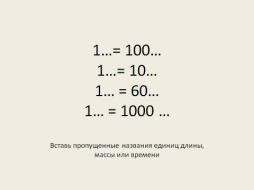 1…= 100…
1…= 10…
1… = 60…
1… = 1000 …
Вставь пропущенные названия единиц длины,
массы или времени